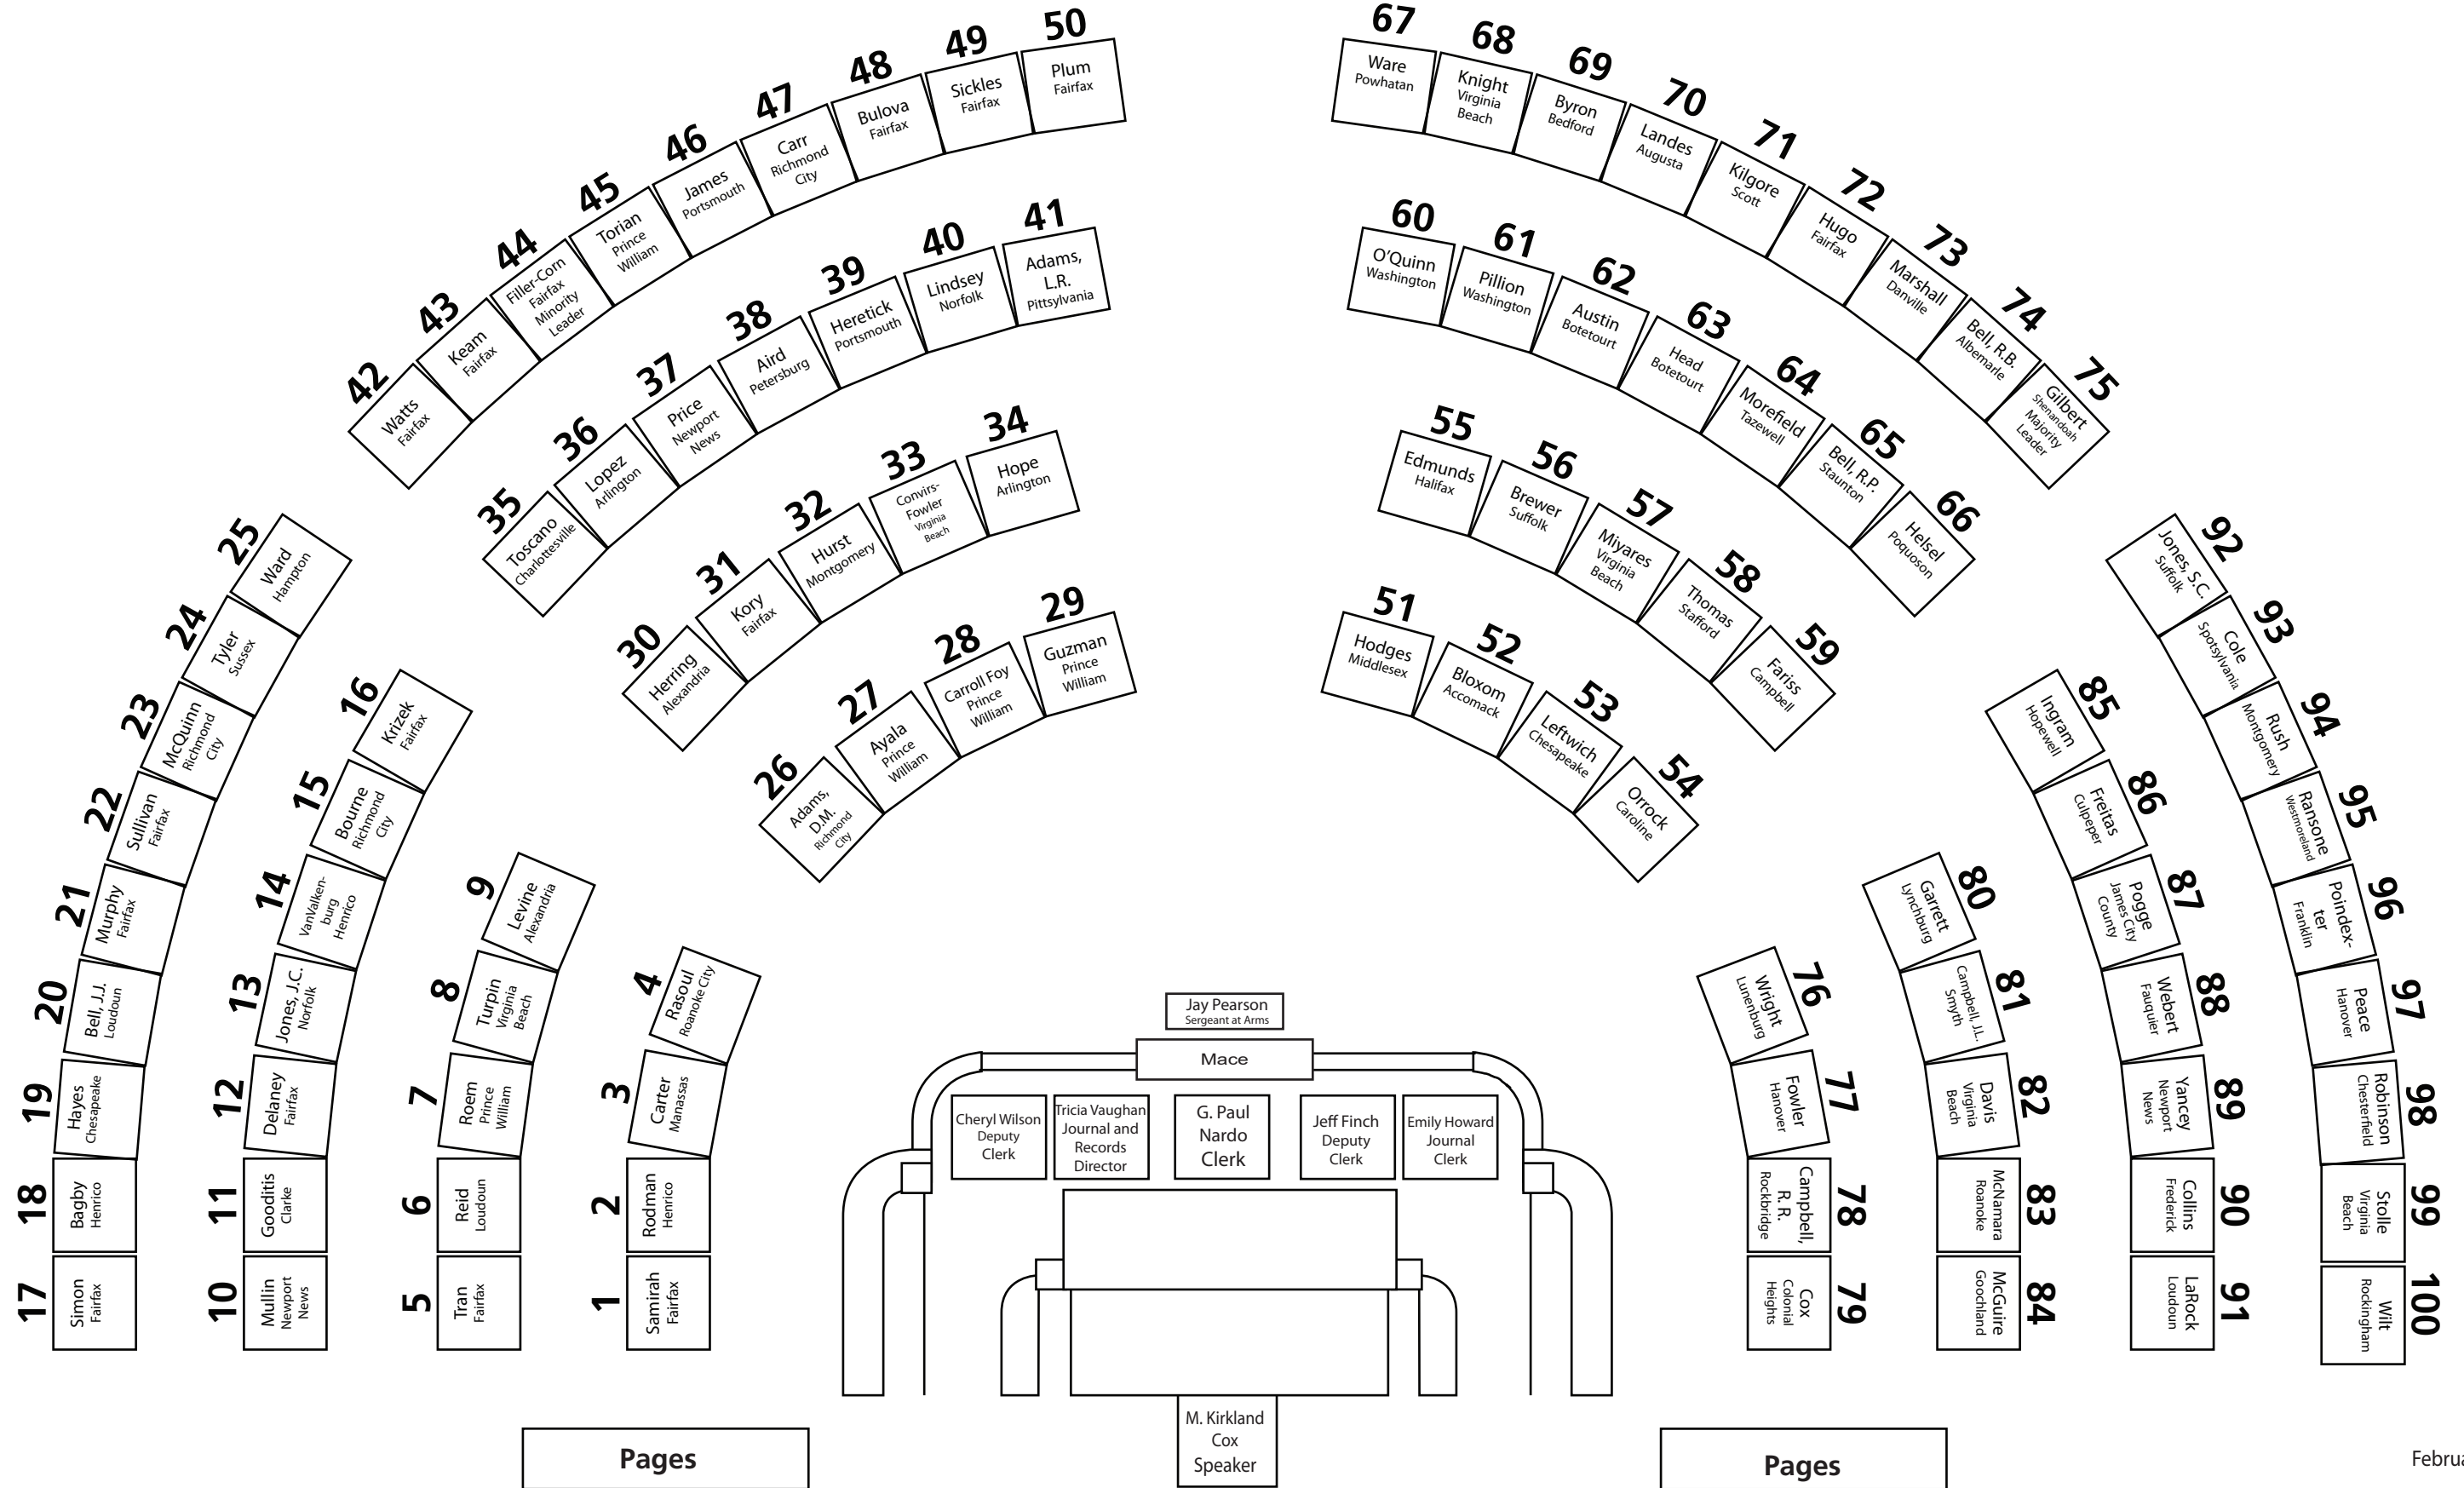 50
Plum
Fairfax
49
Sickles
Fairfax
48
Bulova
Fairfax
47
Carr
Richmond
City
46
James
Portsmouth
45
Torian
Prince
William
44
Filler-Corn
Fairfax
Minority
Leader
43
Keam
Fairfax
42
Watts
Fairfax
67
Ware
Powhatan
68
Knight
Virginia
Beach
69
Byron
Bedford
70
Landes
Augusta
71
Kilgore
Scott
72
Hugo
Fairfax
73
Marshall
Danville
74
Bell, R.B.
Albemarle
75
Gilbert
Shenandoah
Majority
Leader
41
Adams,
L.R.
Pittsylvania
40
Lindsey
Norfolk
39
Heretick
Portsmouth
38
Aird
Petersburg
37
Price
Newport
News
36
Lopez
Arlington
35
Toscano
Charlottesville
60
O'Quinn
Washington
61
Pillion
Washington
62
Austin
Botetourt
63
Head
Botetourt
64
Morefield
Tazewell
65
Bell, R.P.
Staunton
66
Helsel
Poquoson
34
Hope
Arlington
33
Convirs-
Fowler
Virginia
Beach
32
Hurst
Montgomery
31
Kory
Fairfax
30
Herring
Alexandria
55
Edmunds
Halifax
56
Brewer
Suffolk
57
Miyares
Virginia
Beach
58
Thomas
Stafford
59
Fariss
Campbell
29
Guzman
Prince
William
28
Carroll Foy
Prince
William
27
Ayala
Prince
William
26
Adams,
D.M.
Richmond
City
51
Hodges
Middlesex
52
Bloxom
Accomack
53
Leftwich
Chesapeake
54
Orrock
Caroline
25
Ward
Hampton
24
Tyler
Sussex
23
McQuinn
Richmond
City
22
Sullivan
Fairfax
21
Murphy
Fairfax
20
Bell, J.J.
Loudoun
19
Hayes
Chesapeake
18
Bagby
Henrico
17
Simon
Fairfax
16
Krizek
Fairfax
15
Bourne
Richmond
City
14
VanValken-
burg
Henrico
13
Jones, J.C.
Norfolk
12
Delaney
Fairfax
11
Gooditis
Clarke
10
Mullin
Newport
News
9
Levine
Alexandria
8
Turpin
Virginia
Beach
7
Roem
Prince
William
6
Reid
Loudoun
5
Tran
Fairfax
4
Rasoul
Roanoke City
3
Carter
Manassas
2
Rodman
Henrico
1
Samirah
Fairfax
Jay Pearson
Sergeant at Arms
Mace
Cheryl Wilson
Deputy
Clerk
Tricia Vaughan
Journal and
Records
Director
G. Paul
Nardo
Clerk
Jeff Finch
Deputy
Clerk
Emily Howard
Journal
Clerk
M. Kirkland
Cox
Speaker
76
Wright
Lunenburg
77
Fowler
Hanover
78
Campbell,
R.R.
Rockbridge
79
Cox
Colonial
Heights
80
Garrett
Lynchburg
81
Campbell, J.L.
Smyth
82
Davis
Virginia
Beach
83
McNamara
Roanoke
84
McGuire
Goochland
85
Ingram
Hopewell
86
Freitas
Culpeper
87
Pogge
James City
County
88
Webert
Fauquier
89
Yancey
Newport
News
90
Collins
Frederick
91
LaRock
Loudoun
92
Jones, S.C.
Suffolk
93
Cole
Spotsylvania
94
Rush
Montgomery
95
Ransone
Westmoreland
96
Poindex-
ter
Franklin
97
Peace
Hanover
98
Robinson
Chesterfield
99
Stolle
Virginia
Beach
100
Wilt
Rockingham
Pages
Pages
Februa